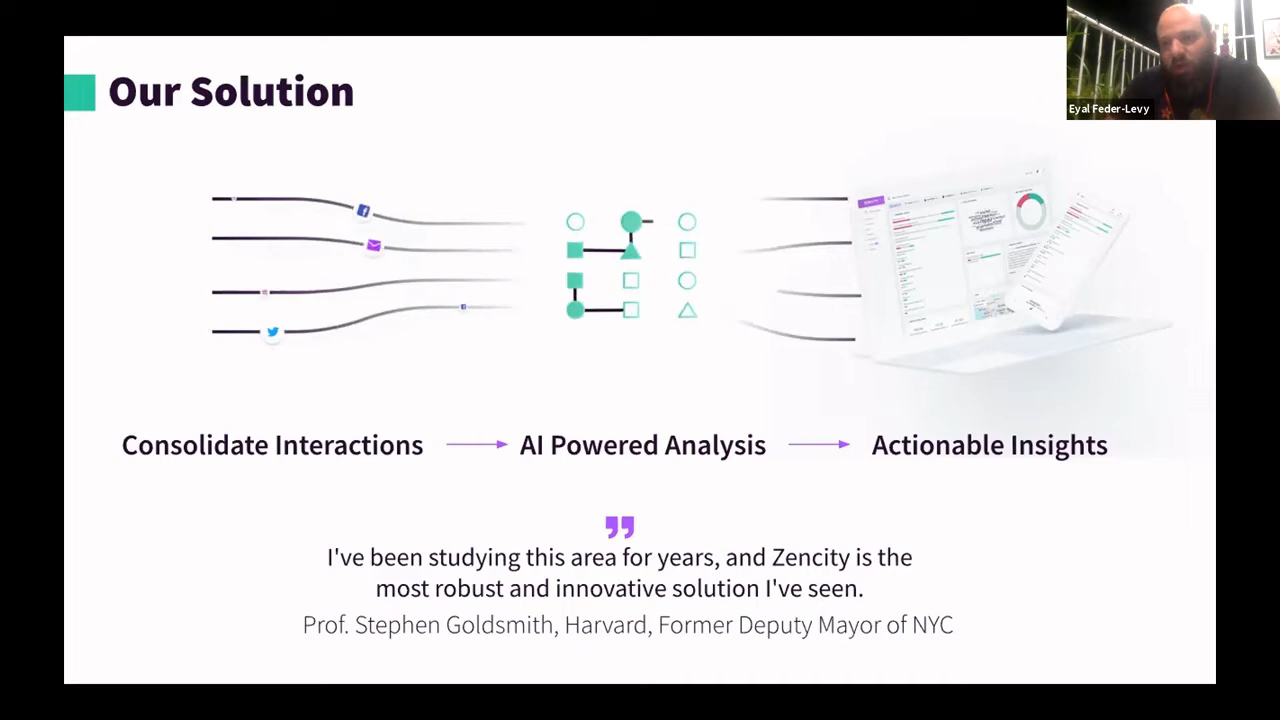 Our Solution
Eyal Feder-Levy
Consolidate Interactions
AI Powered Analysis
Actionable Insights
I've been studying this area for years, and Zencity is the
most robust and innovative solution I've seen.
Prof. Stephen Goldsmith, Harvard, Former Deputy Mayor of NYC